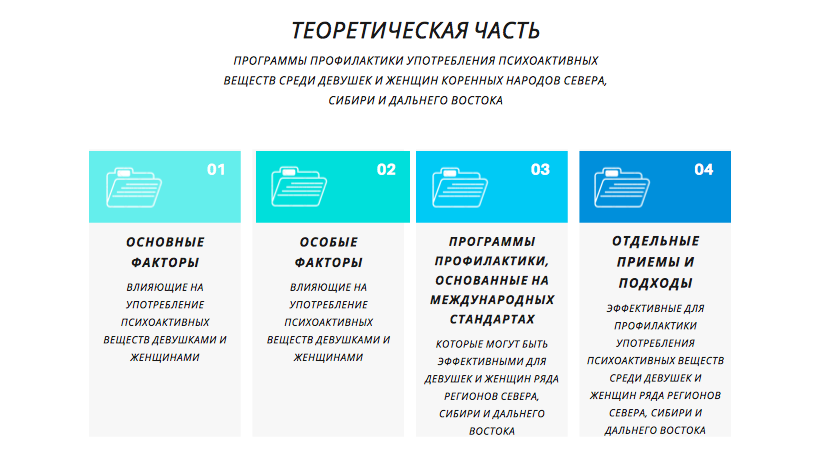 ТЕОРЕТИЧЕСКАЯ ЧАСТЬ
ПРОГРАММЫ ПРОФИЛАКТИКИ УПОТРЕБЛЕНИЯ ПСИХОАКТИВНЫХ
ВЕЩЕСТВ СРЕДИ ДЕВУШЕК И ЖЕНЩИН КОРЕННЫХ НАРОДОВ СЕВЕРА,
СИБИРИ И ДАЛЬНЕГО ВОСТОКА
01
ОСНОВНЫЕ
ФАКТОРЫ
ВЛИЯЮЩИЕ НА
УПОТРЕБЛЕНИЕ
ПСИХОАКТИВНЫХ
ВЕЩЕСТВ ДЕВУШКАМИ И
ЖЕНЩИНАМИ
02
ОСОБЫЕ
ФАКТОРЫ
ВЛИЯЮЩИЕ НА
УПОТРЕБЛЕНИЕ
ПСИХОАКТИВНЫХ
ВЕЩЕСТВ ДЕВУШКАМИ И
ЖЕНЩИНАМИ
03
ПРОГРАММЫ
ПРОФИЛАКТИКИ,
ОСНОВАННЫЕ НА
МЕЖДУНАРОДНЫХ
СТАНДАРТАХ
КОТОРЫЕ МОГУТ БЫТЬ
ЭФФЕКТИВНЫМИ ДЛЯ
ДЕВУШЕК И ЖЕНЩИН РЯДА
РЕГИОНОВ СЕВЕРА,
СИБИРИ И ДАЛЬНЕГО
ВОСТОКА
04
ОТДЕЛЬНЫЕ
ПРИЕМЫ И
ПОДХОДЫ
ЭФФЕКТИВНЫЕ ДЛЯ
ПРОФИЛАКТИКИ
УПОТРЕБЛЕНИЯ
ПСИХОАКТИВНЫХ ВЕЩЕСТВ
СРЕДИ ДЕВУШЕК И
ЖЕНЩИН РЯДА РЕГИОНОВ
СЕВЕРА, СИБИРИ И
ДАЛЬНЕГО ВОСТОКА